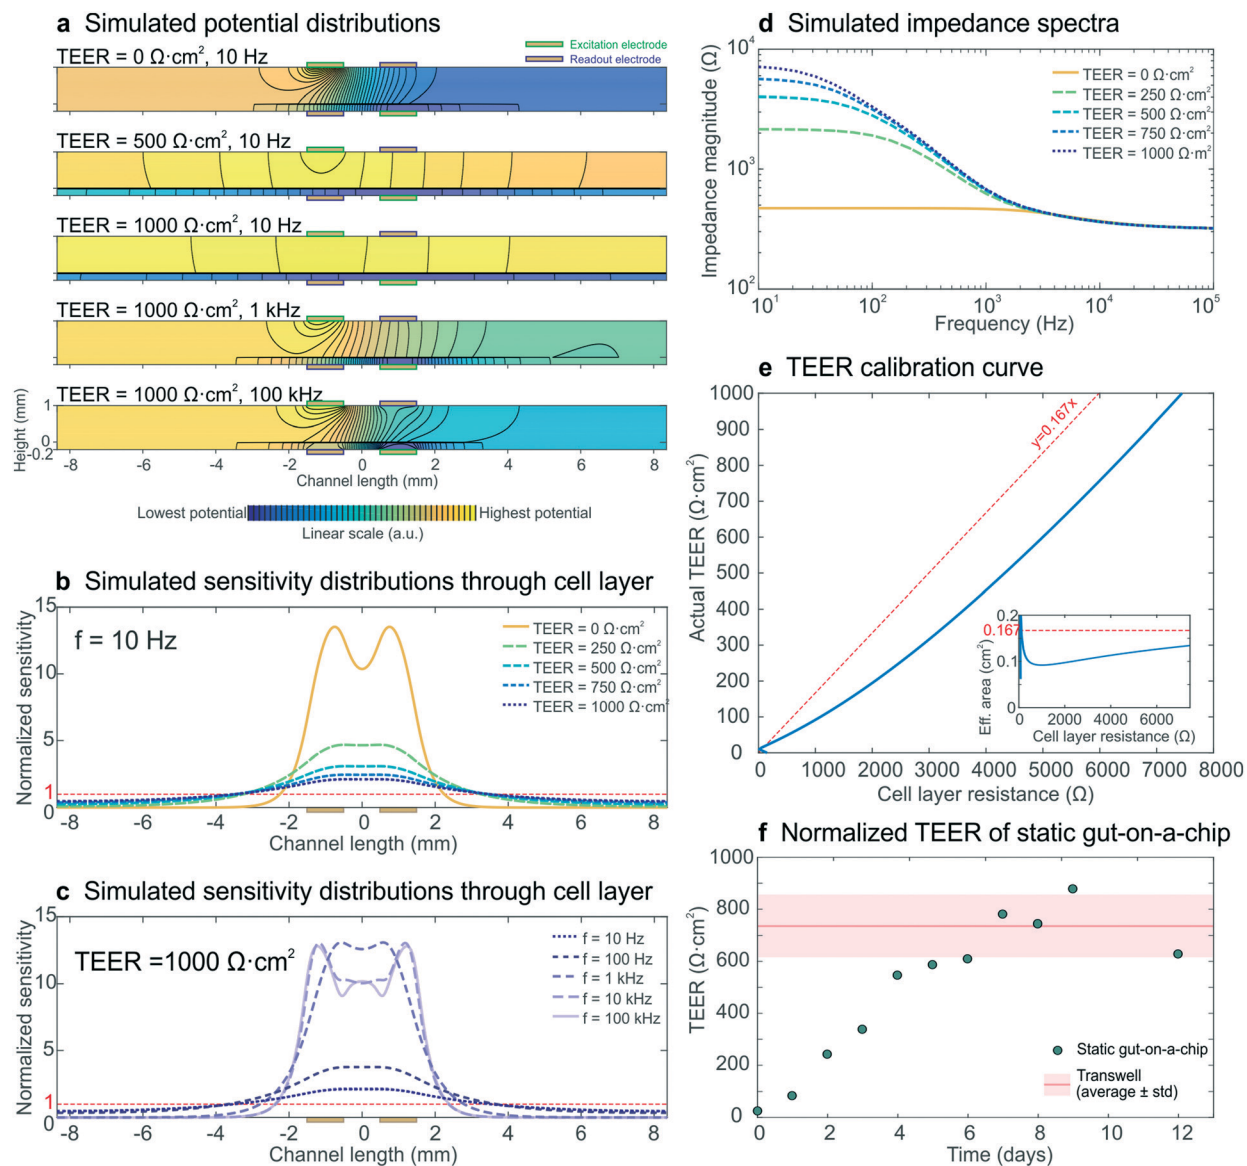 a Simulated potential distributions
TEER = 0 Ω·cm², 10 Hz
Excitation electrode
Readout electrode
TEER = 500 Ω·cm², 10 Hz
TEER = 1000 Ω·cm², 10 Hz
TEER = 1000 Ω·cm², 1 kHz
TEER = 1000 Ω·cm², 100 kHz
Height (mm)
1
0
-0.2
-8 -6 -4 -2 0 2 4 6 8
Channel length (mm)
Lowest potential
Highest potential
Linear scale (a.u.)
b Simulated sensitivity distributions through cell layer
f = 10 Hz
Normalized sensitivity
15
10
5
1
0
TEER = 0 Ω·cm²
TEER = 250 Ω·cm²
TEER = 500 Ω·cm²
TEER = 750 Ω·cm²
TEER = 1000 Ω·cm²
-8 -6 -4 -2 0 2 4 6 8
Channel length (mm)
c Simulated sensitivity distributions through cell layer
TEER =1000 Ω·cm²
Normalized sensitivity
15
10
5
1
0
f = 10 Hz
f = 100 Hz
f = 1 kHz
f = 10 kHz
f = 100 kHz
-8 -6 -4 -2 0 2 4 6 8
Channel length (mm)
d Simulated impedance spectra
Impedance magnitude (Ω)
10⁴
10³
10²
TEER = 0 Ω·cm²
TEER = 250 Ω·cm²
TEER = 500 Ω·cm²
TEER = 750 Ω·cm²
TEER = 1000 Ω·m²
10¹ 10² 10³ 10⁴ 10⁵
Frequency (Hz)
e TEER calibration curve
Actual TEER (Ω·cm²)
1000
900
800
700
600
500
400
300
200
100
0
y=0.167x
Eff. area (cm²)
0.2
0.167
0.1
0
0 2000 4000 6000
Cell layer resistance (Ω)
0 1000 2000 3000 4000 5000 6000 7000 8000
Cell layer resistance (Ω)
f Normalized TEER of static gut-on-a-chip
TEER (Ω·cm²)
1000
800
600
400
200
0
Static gut-on-a-chip
Transwell
(average ± std)
0 2 4 6 8 10 12
Time (days)